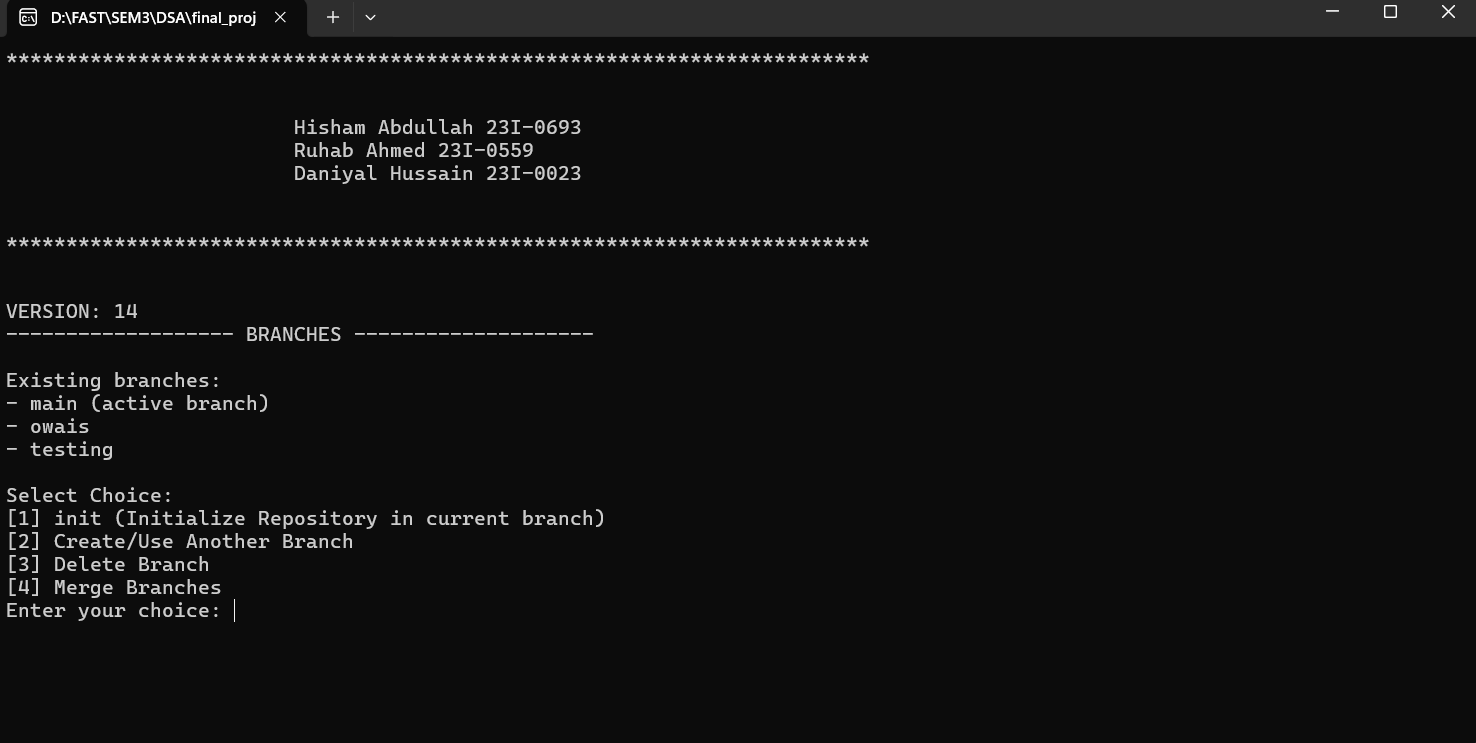 D:\FAST\SEM3\DSA\final_proj
************************************************************************
Hisham Abdullah 23I-0693
Ruhab Ahmed 23I-0559
Daniyal Hussain 23I-0023
************************************************************************
VERSION: 14
------------------- BRANCHES --------------------
Existing branches:
- main (active branch)
- owais
- testing
Select Choice:
[1] init (Initialize Repository in current branch)
[2] Create/Use Another Branch
[3] Delete Branch
[4] Merge Branches
Enter your choice: